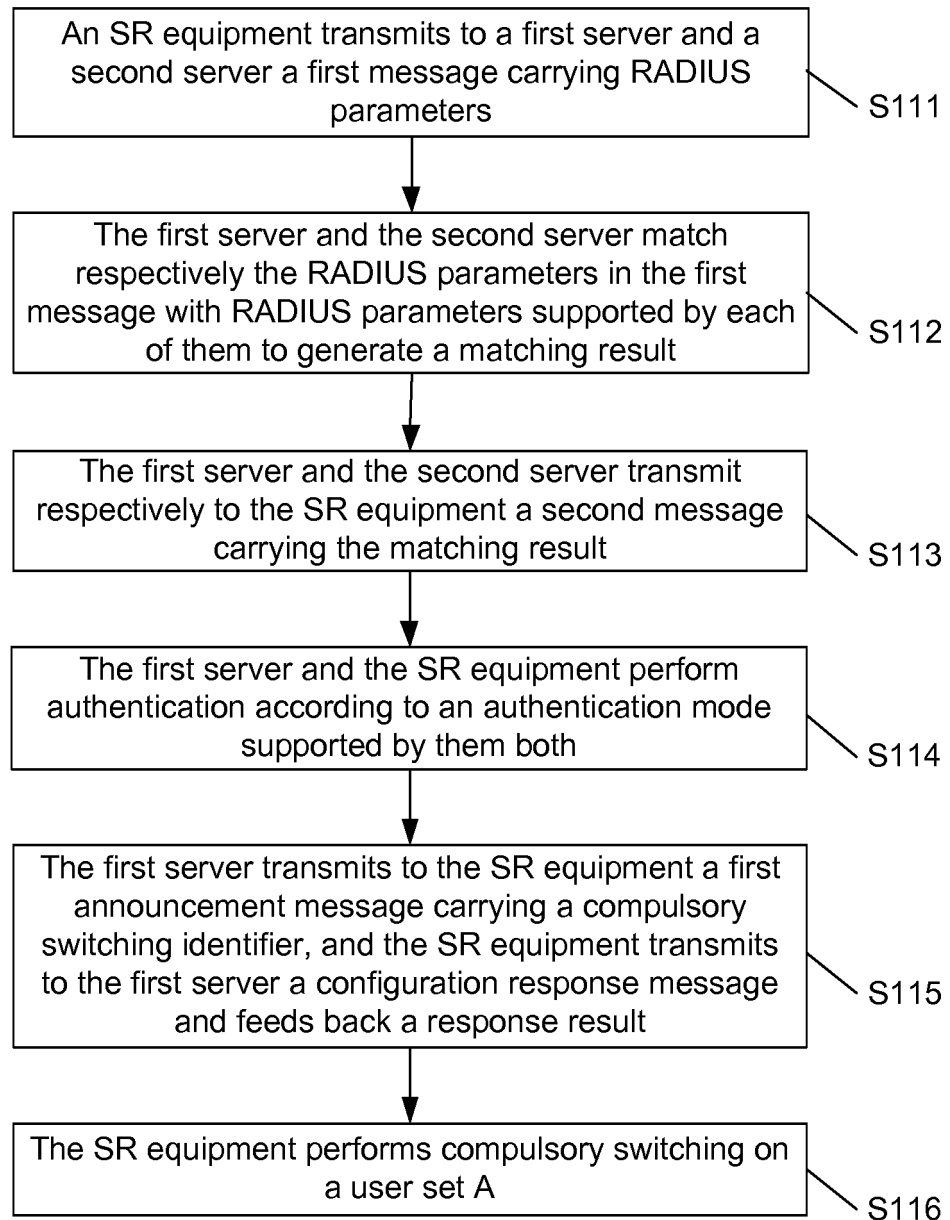 An SR equipment transmits to a first server and a
second server a first message carrying RADIUS
parameters
S111
The first server and the second server match
respectively the RADIUS parameters in the first
message with RADIUS parameters supported by each
of them to generate a matching result
S112
The first server and the second server transmit
respectively to the SR equipment a second message
carrying the matching result
S113
The first server and the SR equipment perform
authentication according to an authentication mode
supported by them both
S114
The first server transmits to the SR equipment a first
announcement message carrying a compulsory
switching identifier, and the SR equipment transmits
to the first server a configuration response message
and feeds back a response result
S115
The SR equipment performs compulsory switching on
a user set A
S116